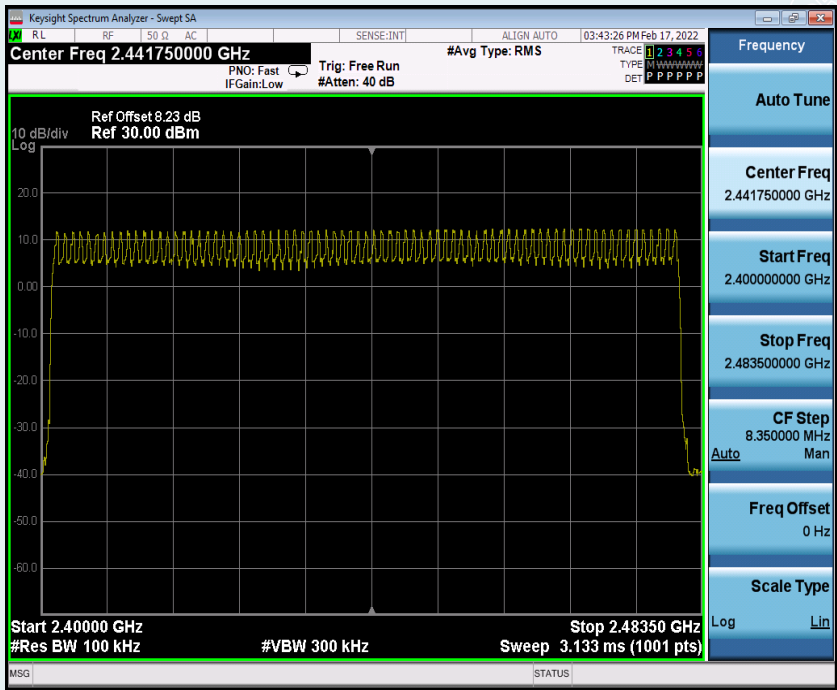 Keysight Spectrum Analyzer - Swept SA
LXI RL RF 50 Ω AC SENSE:INT ALIGN AUTO 03:43:26 PM Feb 17, 2022
Center Freq 2.441750000 GHz
PNO: Fast
IFGain:Low
Trig: Free Run
#Atten: 40 dB
#Avg Type: RMS
TRACE 1 2 3 4 5 6
TYPE M WWWWW
DET P P P P P P
Ref Offset 8.23 dB
10 dB/div Ref 30.00 dBm
Log
20.0
10.0
0.00
-10.0
-20.0
-30.0
-40.0
-50.0
-60.0
Start 2.40000 GHz Stop 2.48350 GHz
#Res BW 100 kHz #VBW 300 kHz Sweep 3.133 ms (1001 pts)
MSG STATUS
Frequency
Auto Tune
Center Freq
2.441750000 GHz
Start Freq
2.400000000 GHz
Stop Freq
2.483500000 GHz
CF Step
8.350000 MHz
Auto Man
Freq Offset
0 Hz
Scale Type
Log Lin